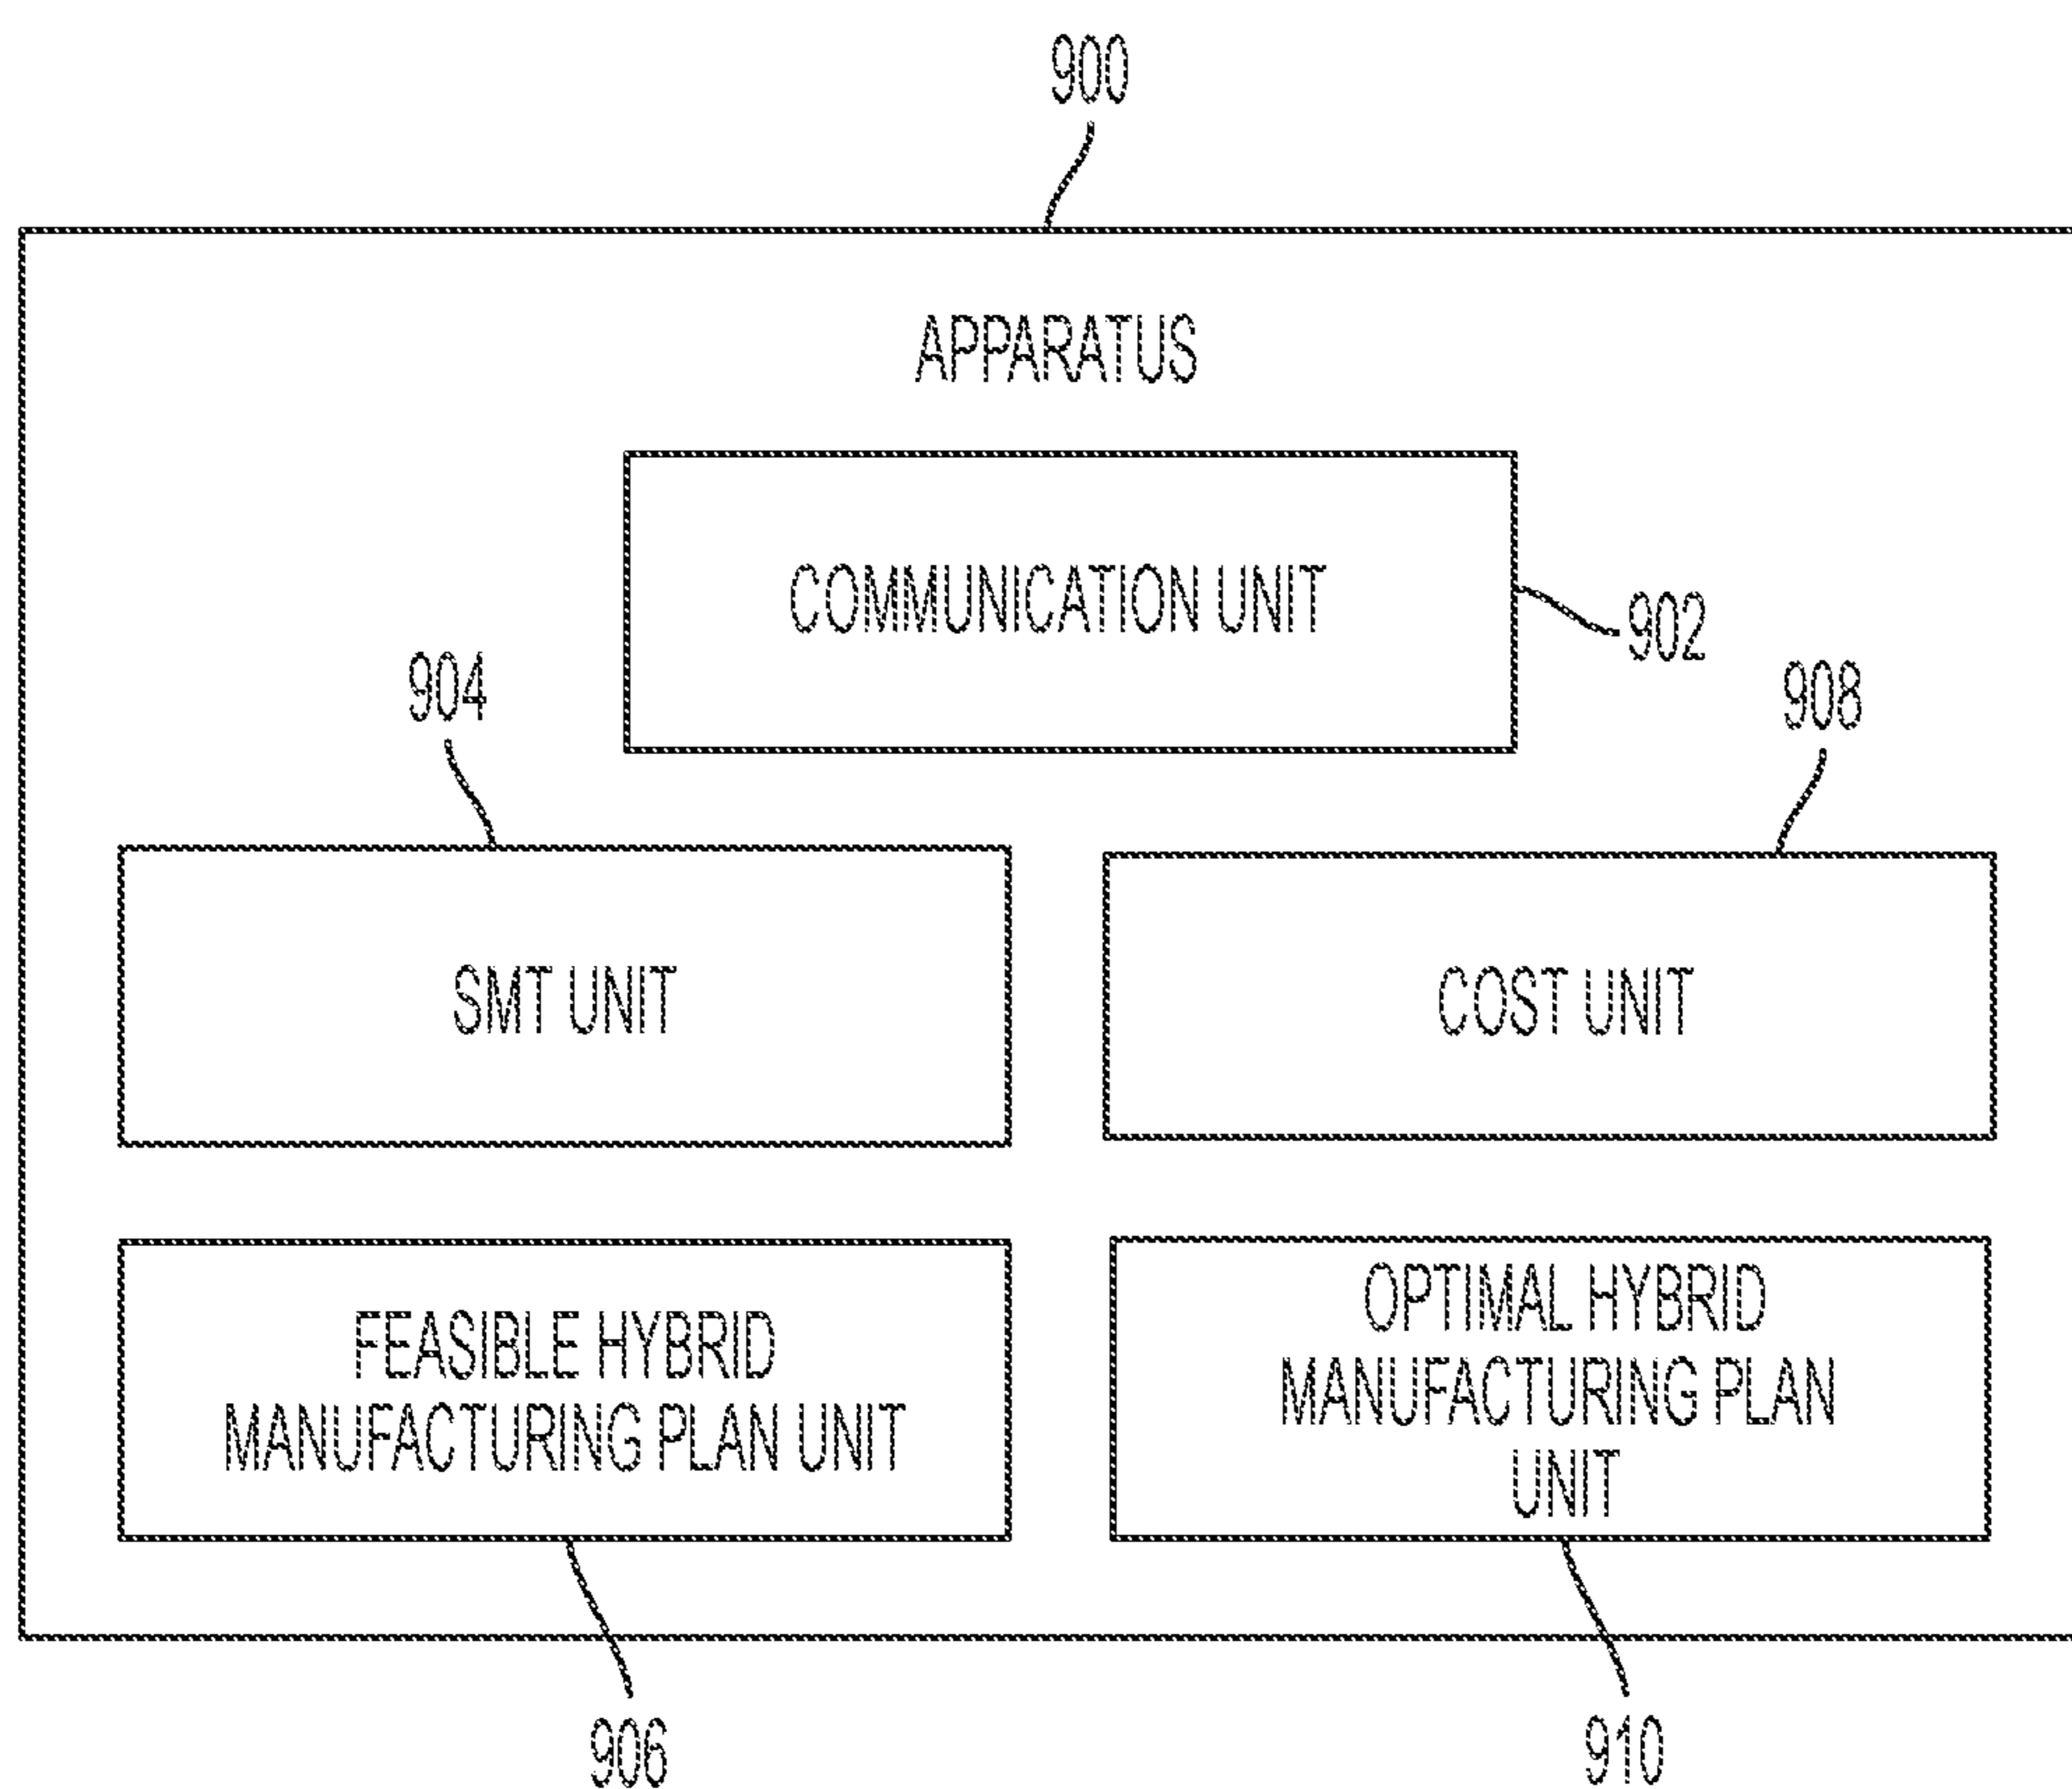 900
APPARATUS
COMMUNICATION UNIT
902
904
908
SMT UNIT
COST UNIT
FEASIBLE HYBRID
MANUFACTURING PLAN UNIT
OPTIMAL HYBRID
MANUFACTURING PLAN
UNIT
906
910